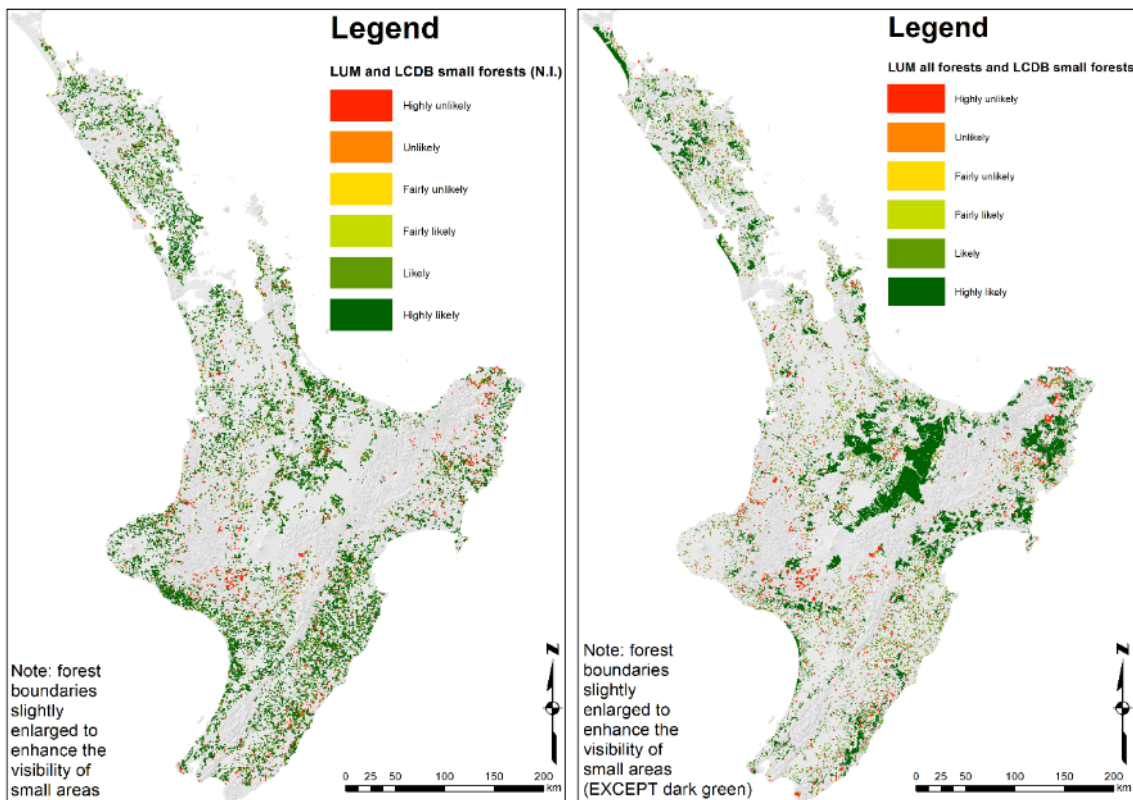 Legend
LUM and LCDB small forests (N.I.)
Highly unlikely
Unlikely
Fairly unlikely
Fairly likely
Likely
Highly likely
Note: forest
boundaries
slightly
enlarged to
enhance the
visibility of
small areas
N
0 25 50 100 150 200
km
Legend
LUM all forests and LCDB small forests
Highly unlikely
Unlikely
Fairly unlikely
Fairly likely
Likely
Highly likely
Note: forest
boundaries
slightly
enlarged to
enhance the
visibility of
small areas
(EXCEPT dark green)
N
0 25 50 100 150 200
km